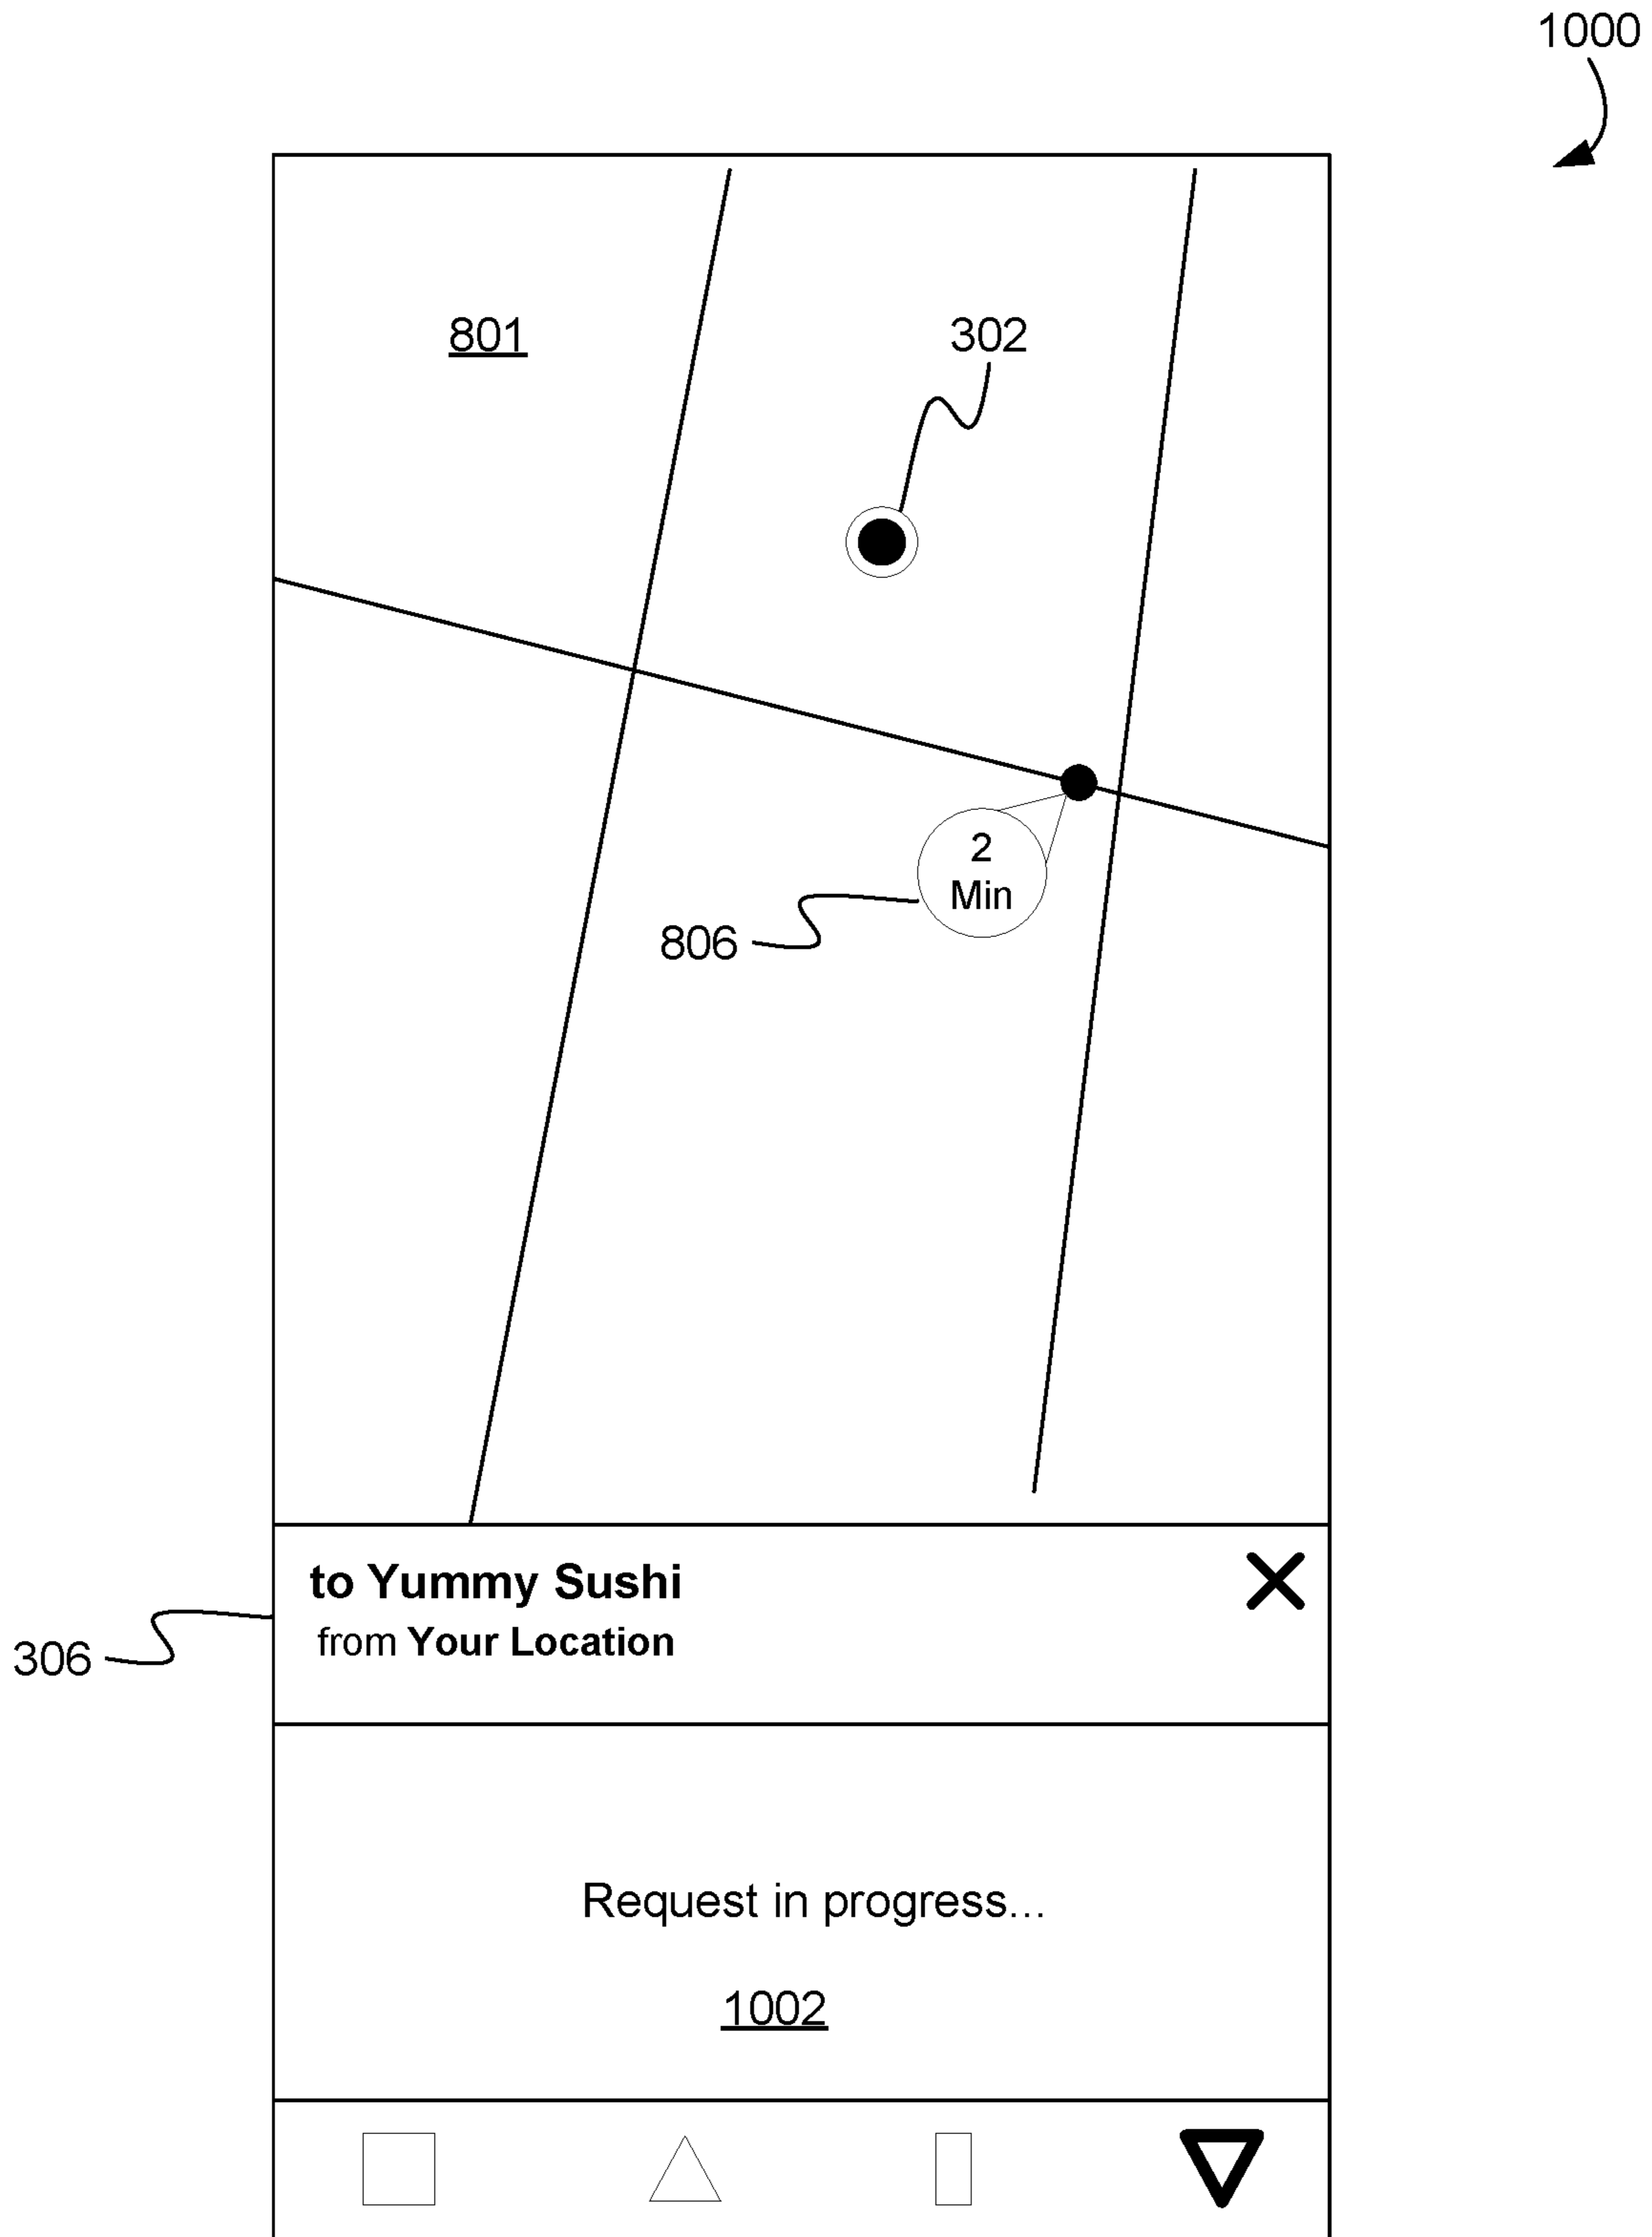 1000
801
302
2
Min
806
to Yummy Sushi
from Your Location
306
Request in progress...
1002